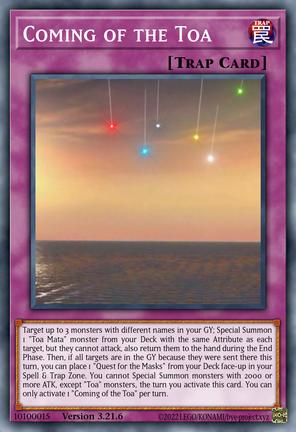 COMING OF THE TOA
TRAP
罠
[TRAP CARD]
Target up to 3 monsters with different names in your GY; Special Summon
1 "Toa Mata" monster from your Deck with the same Attribute as each
target, but they cannot attack, also return them to the hand during the End
Phase. Then, if all targets are in the GY because they were sent there this
turn, you can place 1 "Quest for the Masks" from your Deck face-up in your
Spell & Trap Zone. You cannot Special Summon monsters with 2000 or
more ATK, except "Toa" monsters, the turn you activate this card. You can
only activate 1 "Coming of the Toa" per turn.
10100015 Version 3.21.6 ©2022 LEGO/KONAMI/bye-project.xyz